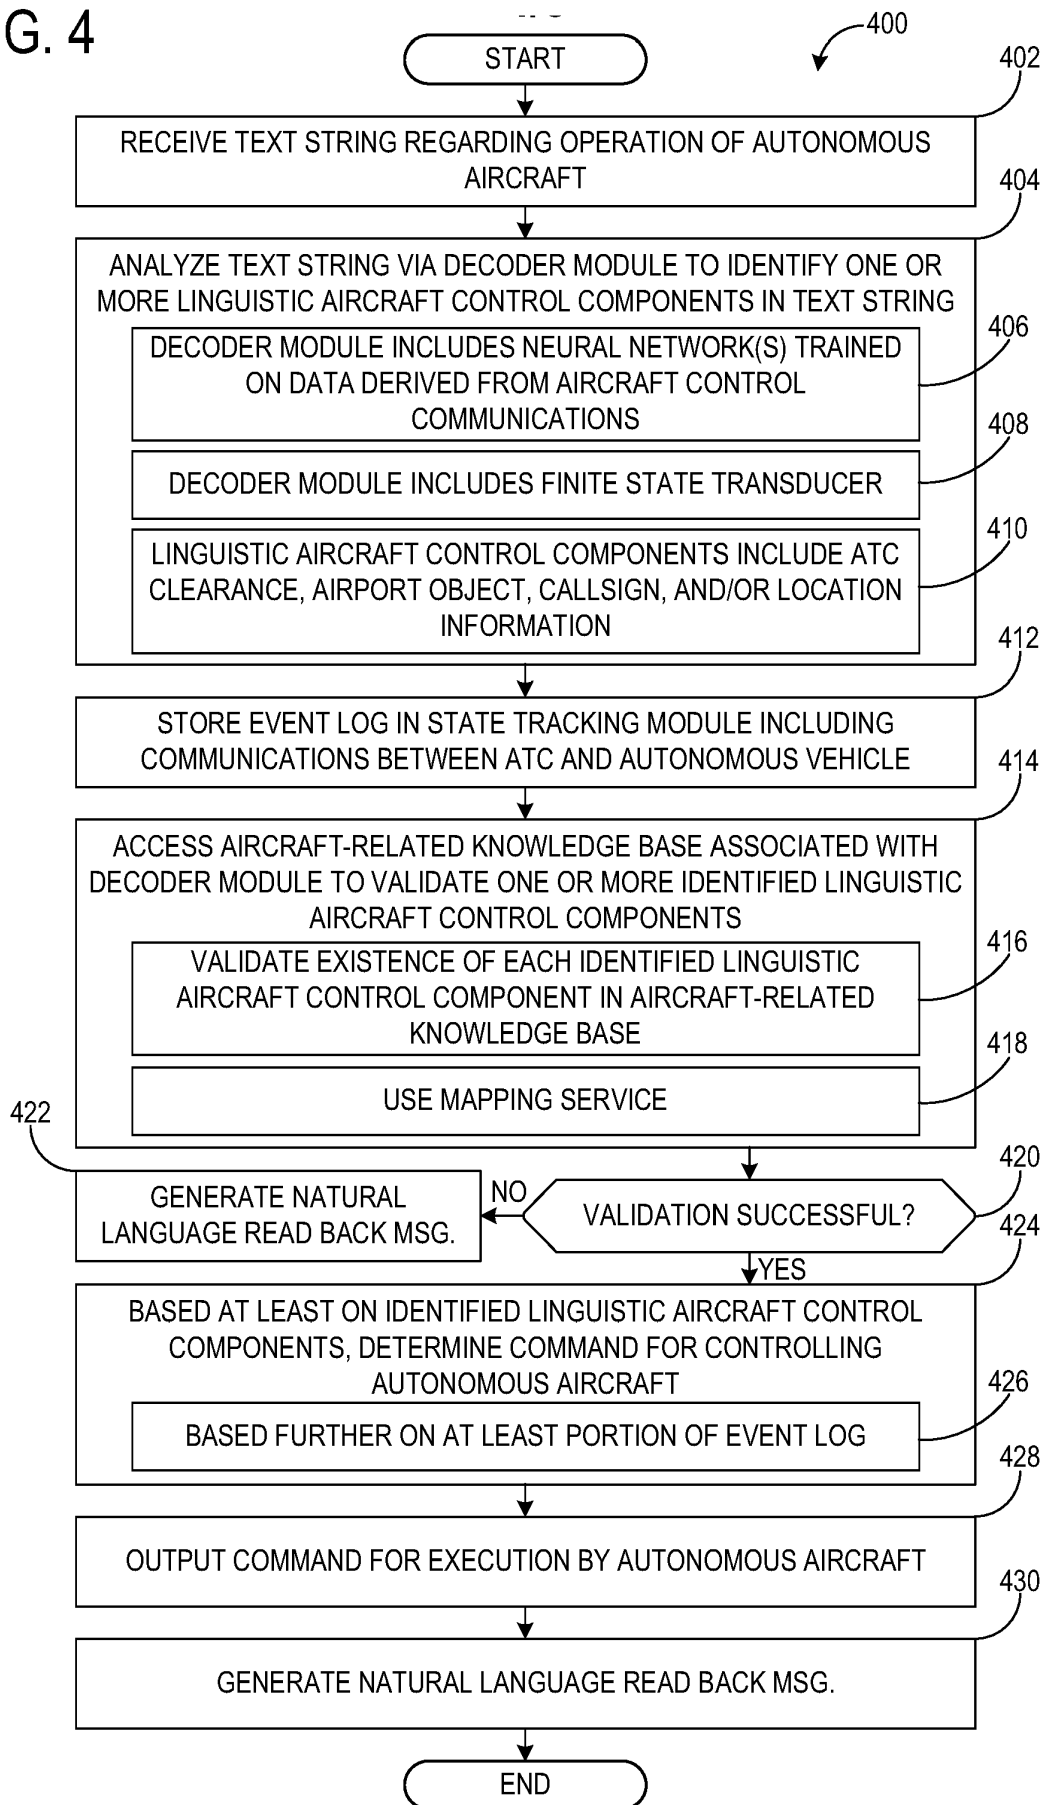 G. 4
400
START
402
RECEIVE TEXT STRING REGARDING OPERATION OF AUTONOMOUS
AIRCRAFT
404
ANALYZE TEXT STRING VIA DECODER MODULE TO IDENTIFY ONE OR
MORE LINGUISTIC AIRCRAFT CONTROL COMPONENTS IN TEXT STRING
406
DECODER MODULE INCLUDES NEURAL NETWORK(S) TRAINED
ON DATA DERIVED FROM AIRCRAFT CONTROL
COMMUNICATIONS
408
DECODER MODULE INCLUDES FINITE STATE TRANSDUCER
410
LINGUISTIC AIRCRAFT CONTROL COMPONENTS INCLUDE ATC
CLEARANCE, AIRPORT OBJECT, CALLSIGN, AND/OR LOCATION
INFORMATION
412
STORE EVENT LOG IN STATE TRACKING MODULE INCLUDING
COMMUNICATIONS BETWEEN ATC AND AUTONOMOUS VEHICLE
414
ACCESS AIRCRAFT-RELATED KNOWLEDGE BASE ASSOCIATED WITH
DECODER MODULE TO VALIDATE ONE OR MORE IDENTIFIED LINGUISTIC
AIRCRAFT CONTROL COMPONENTS
416
VALIDATE EXISTENCE OF EACH IDENTIFIED LINGUISTIC
AIRCRAFT CONTROL COMPONENT IN AIRCRAFT-RELATED
KNOWLEDGE BASE
418
USE MAPPING SERVICE
422
420
GENERATE NATURAL
LANGUAGE READ BACK MSG.
NO
VALIDATION SUCCESSFUL?
YES
424
BASED AT LEAST ON IDENTIFIED LINGUISTIC AIRCRAFT CONTROL
COMPONENTS, DETERMINE COMMAND FOR CONTROLLING
AUTONOMOUS AIRCRAFT
426
BASED FURTHER ON AT LEAST PORTION OF EVENT LOG
428
OUTPUT COMMAND FOR EXECUTION BY AUTONOMOUS AIRCRAFT
430
GENERATE NATURAL LANGUAGE READ BACK MSG.
END